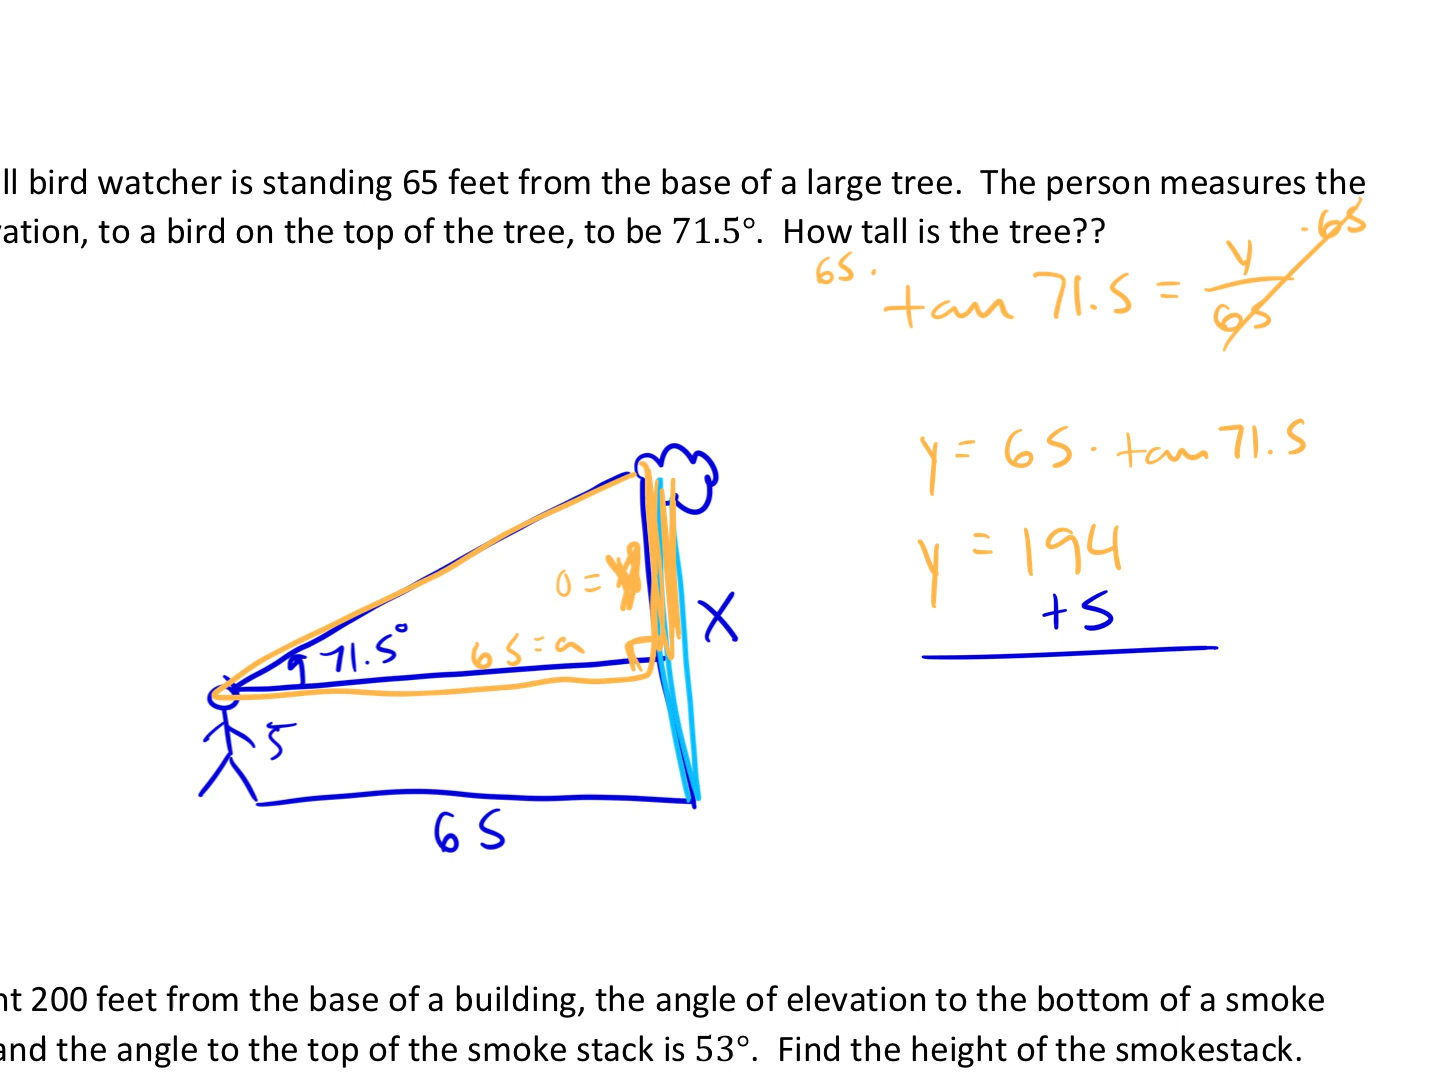 ll bird watcher is standing 65 feet from the base of a large tree. The person measures the
ation, to a bird on the top of the tree, to be 71.5°. How tall is the tree??
65 · tan 71.5 = y/65 · 65
y = 65 · tan 71.5
y = 194
+5
0 = y
x
71.5°
65 = a
5
65
nt 200 feet from the base of a building, the angle of elevation to the bottom of a smoke
and the angle to the top of the smoke stack is 53°. Find the height of the smokestack.